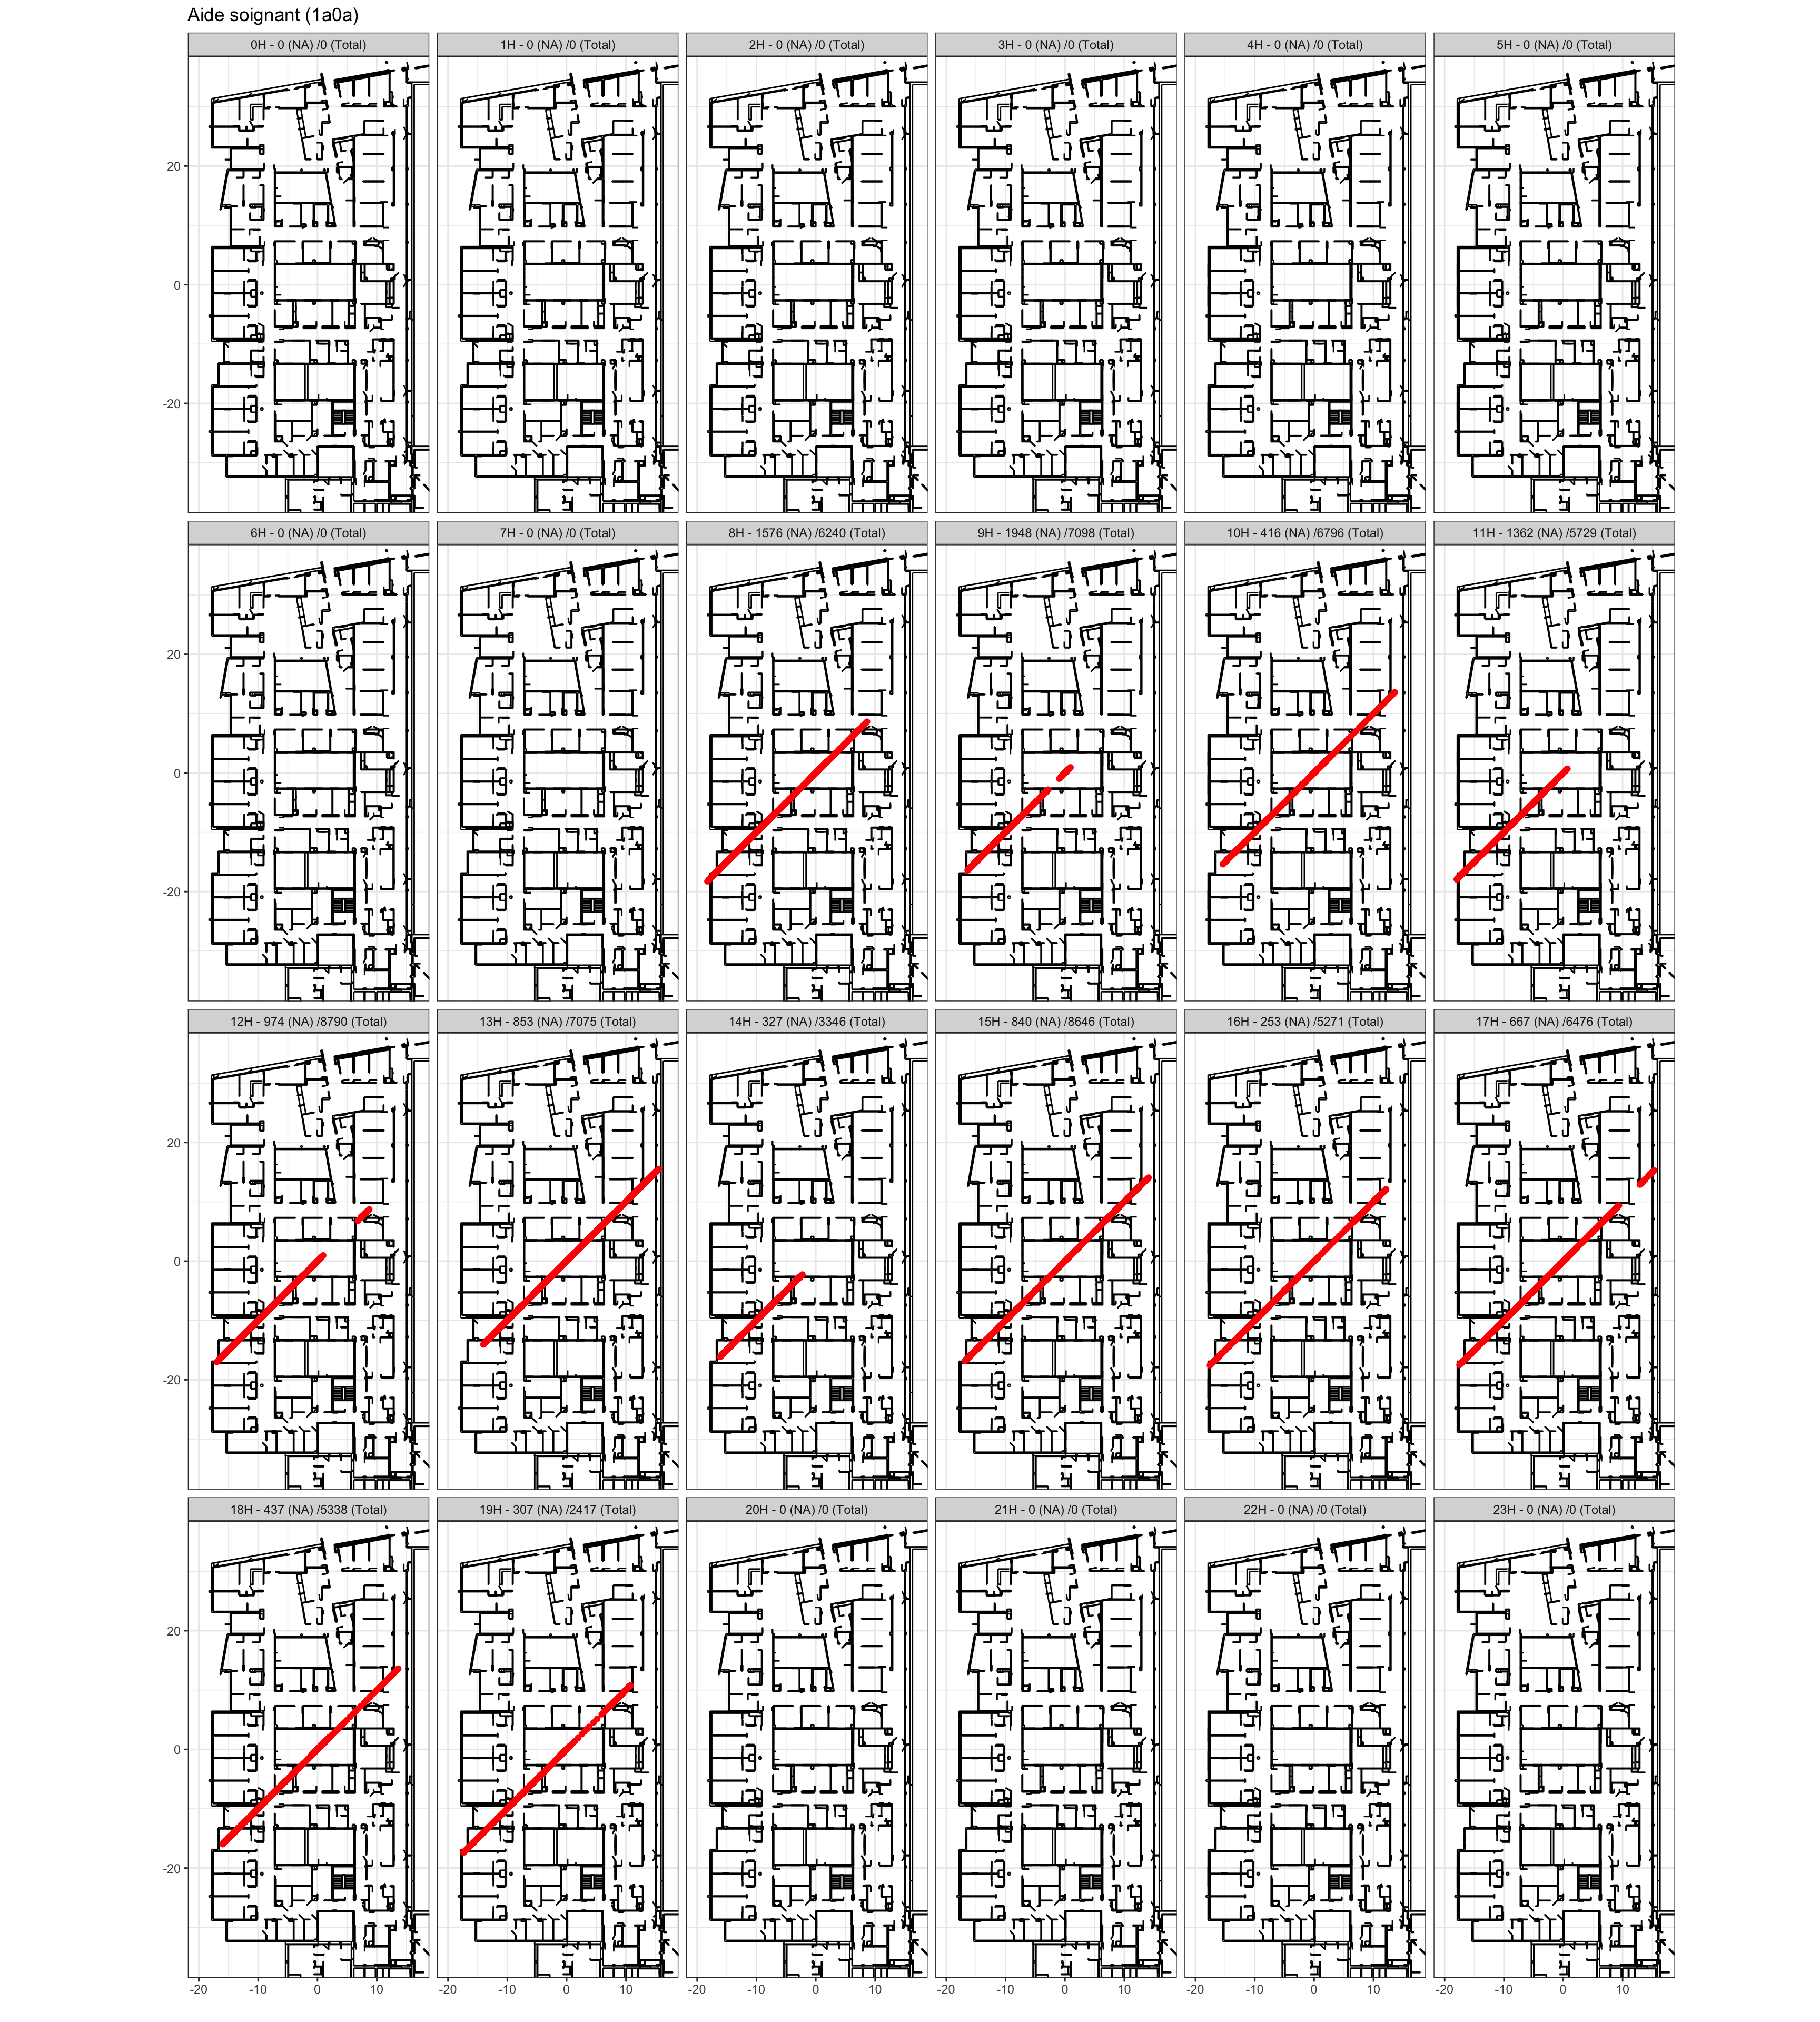 Aide soignant (1a0a)
0H - 0 (NA) /0 (Total)
1H - 0 (NA) /0 (Total)
2H - 0 (NA) /0 (Total)
3H - 0 (NA) /0 (Total)
4H - 0 (NA) /0 (Total)
5H - 0 (NA) /0 (Total)
20
0
-20
6H - 0 (NA) /0 (Total)
7H - 0 (NA) /0 (Total)
8H - 1576 (NA) /6240 (Total)
9H - 1948 (NA) /7098 (Total)
10H - 416 (NA) /6796 (Total)
11H - 1362 (NA) /5729 (Total)
20
0
-20
12H - 974 (NA) /8790 (Total)
13H - 853 (NA) /7075 (Total)
14H - 327 (NA) /3346 (Total)
15H - 840 (NA) /8646 (Total)
16H - 253 (NA) /5271 (Total)
17H - 667 (NA) /6476 (Total)
20
0
-20
18H - 437 (NA) /5338 (Total)
19H - 307 (NA) /2417 (Total)
20H - 0 (NA) /0 (Total)
21H - 0 (NA) /0 (Total)
22H - 0 (NA) /0 (Total)
23H - 0 (NA) /0 (Total)
20
0
-20
-20 -10 0 10
-20 -10 0 10
-20 -10 0 10
-20 -10 0 10
-20 -10 0 10
-20 -10 0 10